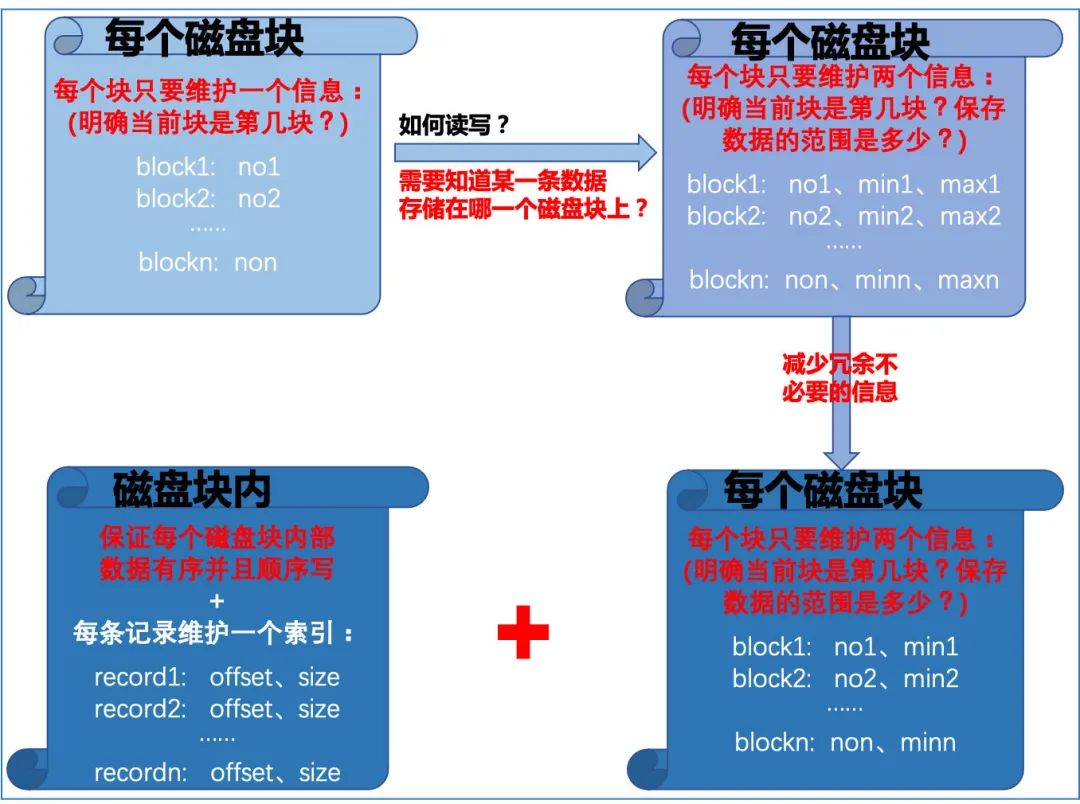 每个磁盘块
每个块只要维护一个信息：
(明确当前块是第几块？)
block1: no1
block2: no2
……
blockn: non
如何读写？
需要知道某一条数据
存储在哪一个磁盘块上？
每个磁盘块
每个块只要维护两个信息：
(明确当前块是第几块？保存
数据的范围是多少？)
block1: no1、min1、max1
block2: no2、min2、max2
……
blockn: non、minn、maxn
减少冗余不
必要的信息
磁盘块内
保证每个磁盘块内部
数据有序并且顺序写
+
每条记录维护一个索引：
record1: offset、size
record2: offset、size
……
recordn: offset、size
每个磁盘块
每个块只要维护两个信息：
(明确当前块是第几块？保存
数据的范围是多少？)
block1: no1、min1
block2: no2、min2
……
blockn: non、minn